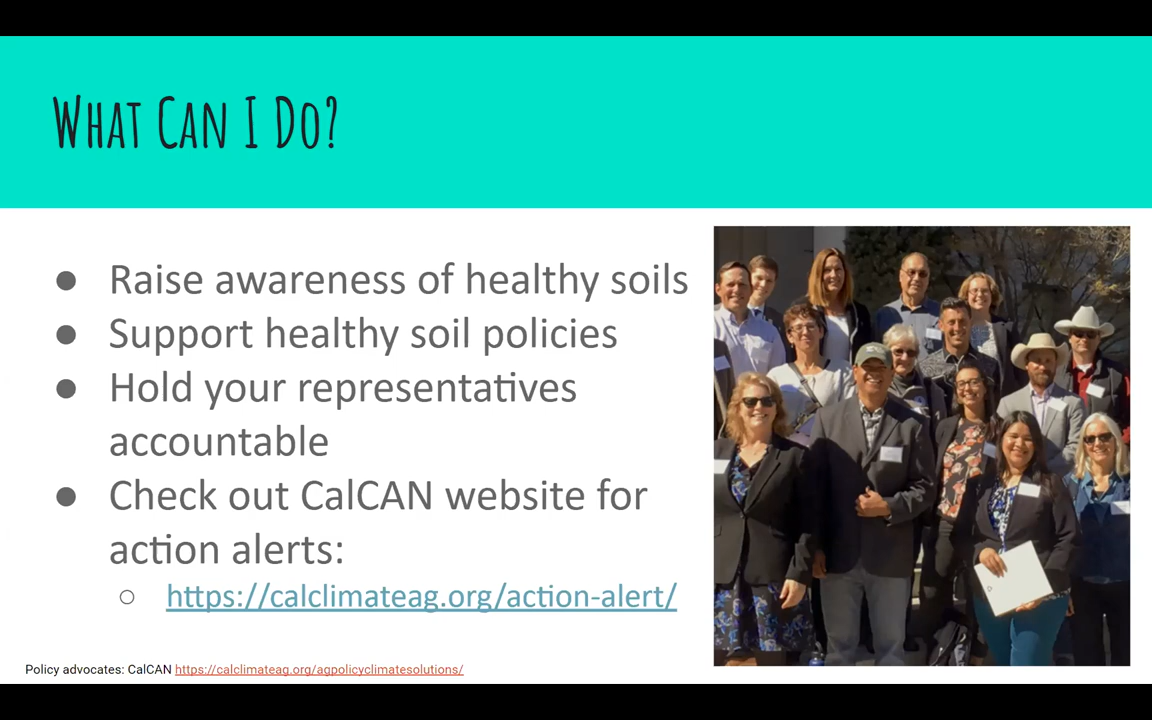 What Can I Do?
● Raise awareness of healthy soils
● Support healthy soil policies
● Hold your representatives
accountable
● Check out CalCAN website for
action alerts:
○ https://calclimateag.org/action-alert/
Policy advocates: CalCAN https://calclimateag.org/agpolicyclimatesolutions/